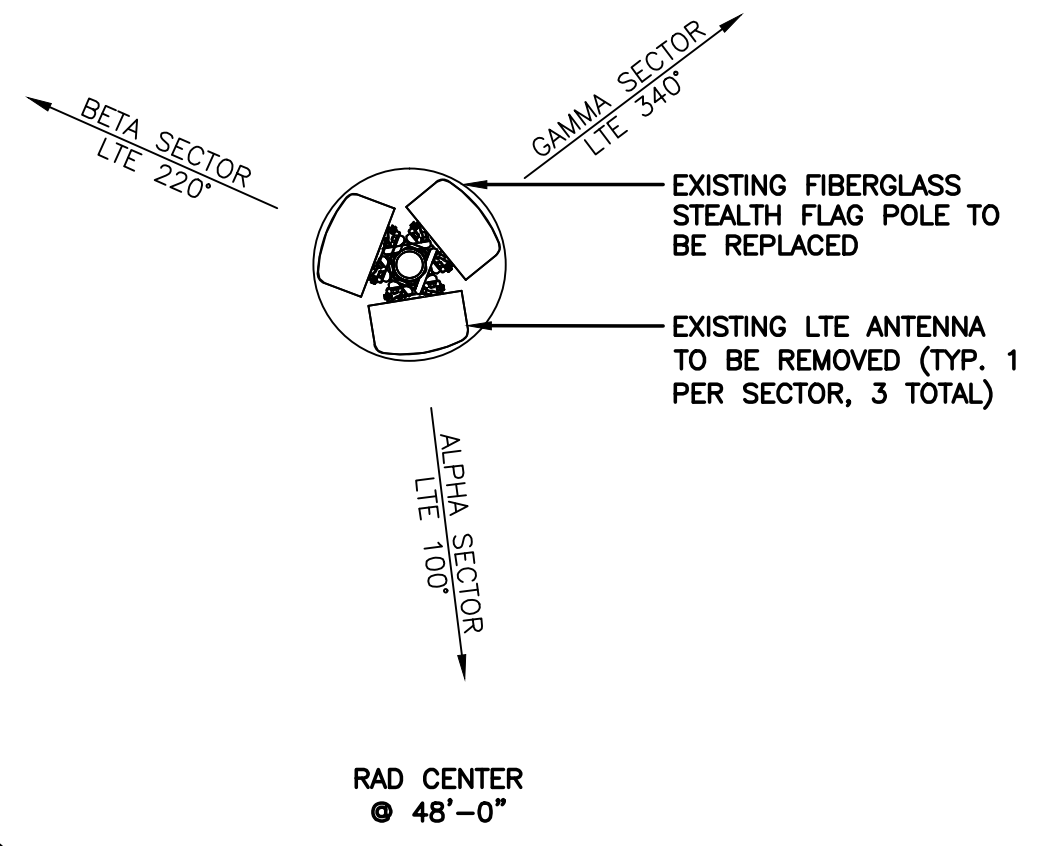 GAMMA SECTOR
LTE 340°
BETA SECTOR
LTE 220°
EXISTING FIBERGLASS
STEALTH FLAG POLE TO
BE REPLACED
EXISTING LTE ANTENNA
TO BE REMOVED (TYP. 1
PER SECTOR, 3 TOTAL)
ALPHA SECTOR
LTE 100°
RAD CENTER
@ 48'-0"